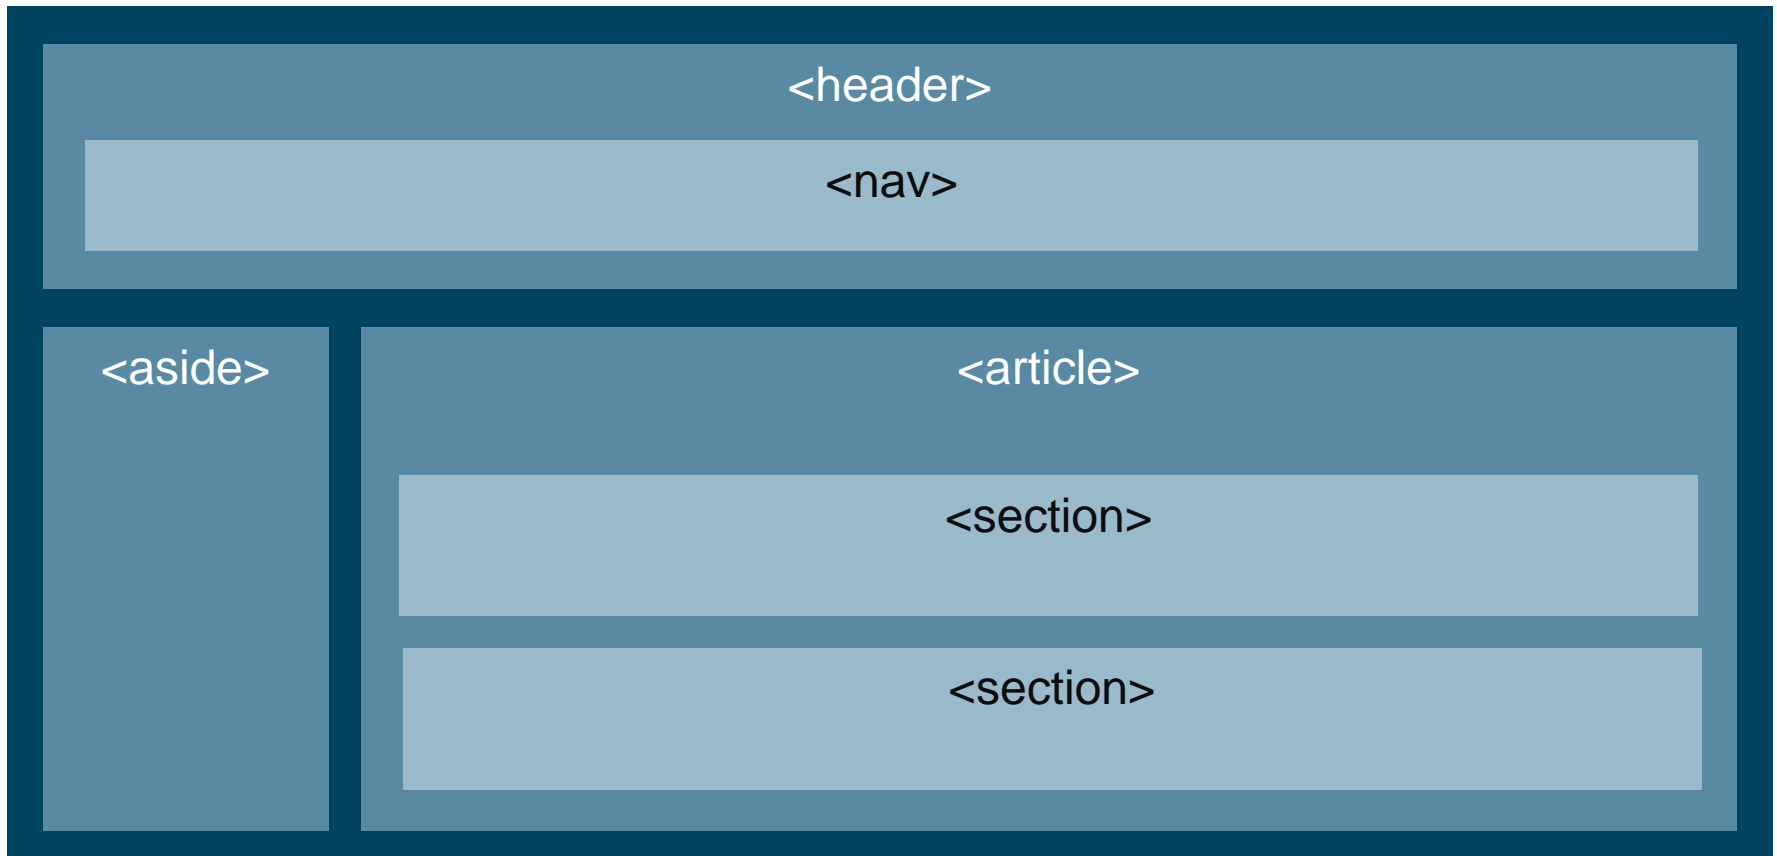 <header>
<nav>
<aside>
<article>
<section>
<section>